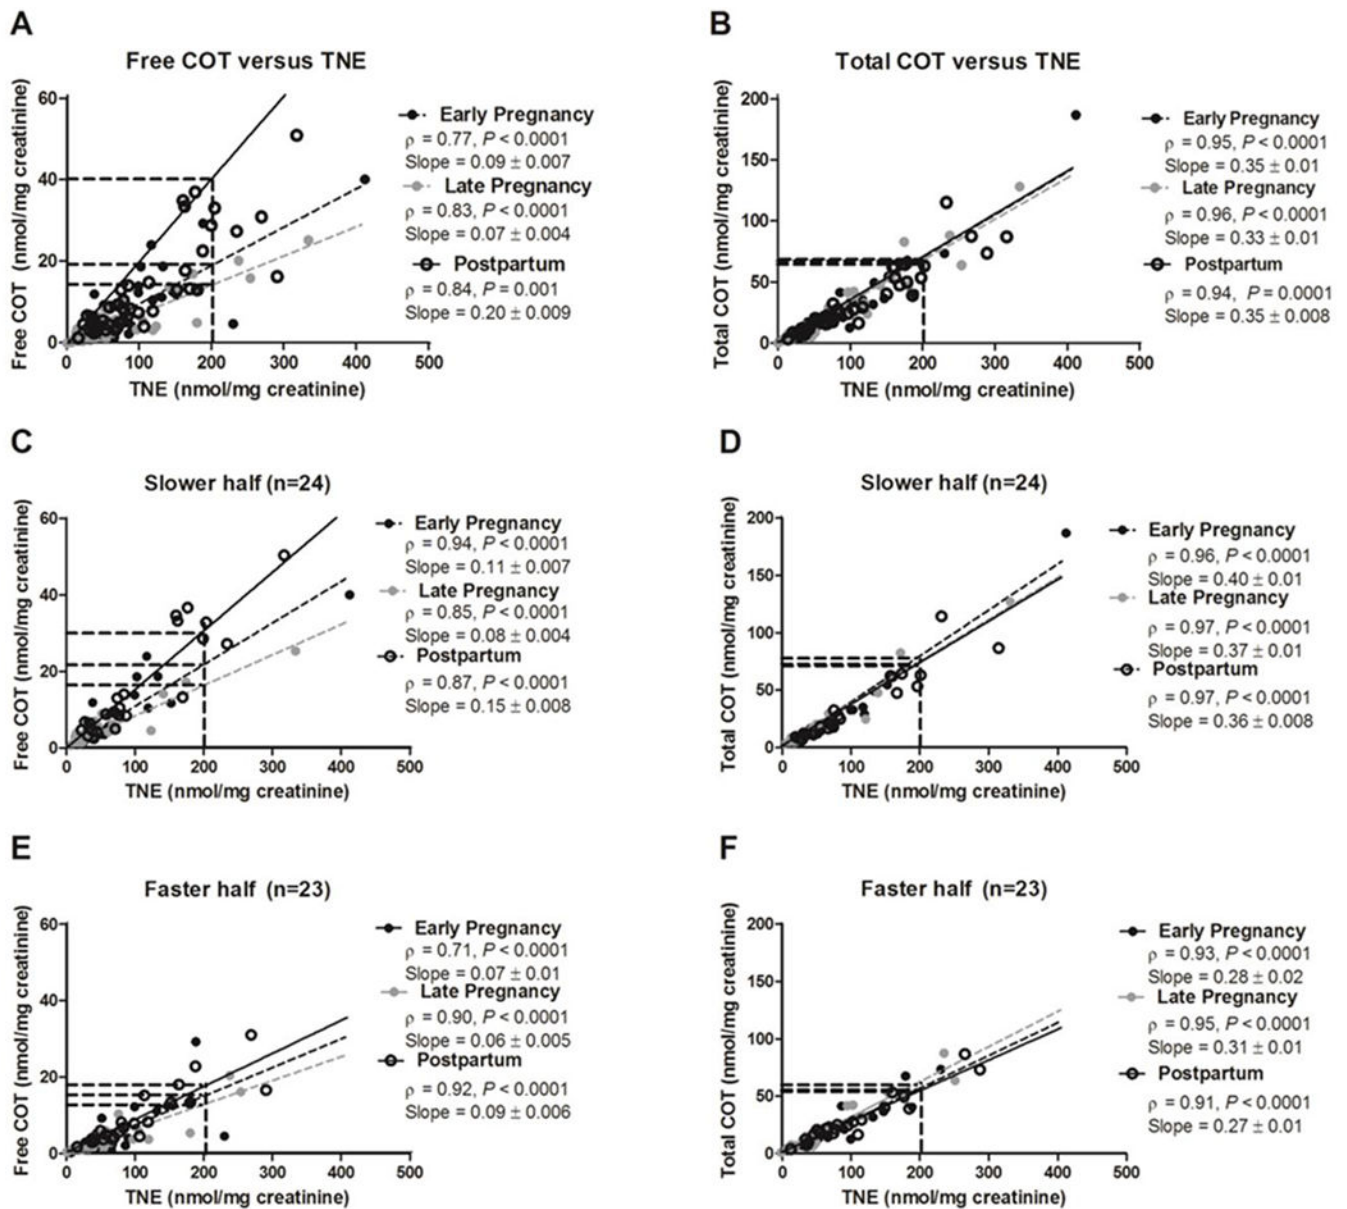 A
Free COT versus TNE
Free COT (nmol/mg creatinine)
60
40
20
0
0 100 200 300 400 500
TNE (nmol/mg creatinine)
Early Pregnancy
ρ = 0.77, P < 0.0001
Slope = 0.09 ± 0.007
Late Pregnancy
ρ = 0.83, P < 0.0001
Slope = 0.07 ± 0.004
Postpartum
ρ = 0.84, P = 0.001
Slope = 0.20 ± 0.009
B
Total COT versus TNE
Total COT (nmol/mg creatinine)
200
150
100
50
0
0 100 200 300 400 500
TNE (nmol/mg creatinine)
Early Pregnancy
ρ = 0.95, P < 0.0001
Slope = 0.35 ± 0.01
Late Pregnancy
ρ = 0.96, P < 0.0001
Slope = 0.33 ± 0.01
Postpartum
ρ = 0.94, P = 0.0001
Slope = 0.35 ± 0.008
C
Slower half (n=24)
Free COT (nmol/mg creatinine)
60
40
20
0
0 100 200 300 400 500
TNE (nmol/mg creatinine)
Early Pregnancy
ρ = 0.94, P < 0.0001
Slope = 0.11 ± 0.007
Late Pregnancy
ρ = 0.85, P < 0.0001
Slope = 0.08 ± 0.004
Postpartum
ρ = 0.87, P < 0.0001
Slope = 0.15 ± 0.008
D
Slower half (n=24)
Total COT (nmol/mg creatinine)
200
150
100
50
0
0 100 200 300 400 500
TNE (nmol/mg creatinine)
Early Pregnancy
ρ = 0.96, P < 0.0001
Slope = 0.40 ± 0.01
Late Pregnancy
ρ = 0.97, P < 0.0001
Slope = 0.37 ± 0.01
Postpartum
ρ = 0.97, P < 0.0001
Slope = 0.36 ± 0.008
E
Faster half (n=23)
Free COT (nmol/mg creatinine)
60
40
20
0
0 100 200 300 400 500
TNE (nmol/mg creatinine)
Early Pregnancy
ρ = 0.71, P < 0.0001
Slope = 0.07 ± 0.01
Late Pregnancy
ρ = 0.90, P < 0.0001
Slope = 0.06 ± 0.005
Postpartum
ρ = 0.92, P < 0.0001
Slope = 0.09 ± 0.006
F
Faster half (n=23)
Total COT (nmol/mg creatinine)
200
150
100
50
0
0 100 200 300 400 500
TNE (nmol/mg creatinine)
Early Pregnancy
ρ = 0.93, P < 0.0001
Slope = 0.28 ± 0.02
Late Pregnancy
ρ = 0.95, P < 0.0001
Slope = 0.31 ± 0.01
Postpartum
ρ = 0.91, P < 0.0001
Slope = 0.27 ± 0.01